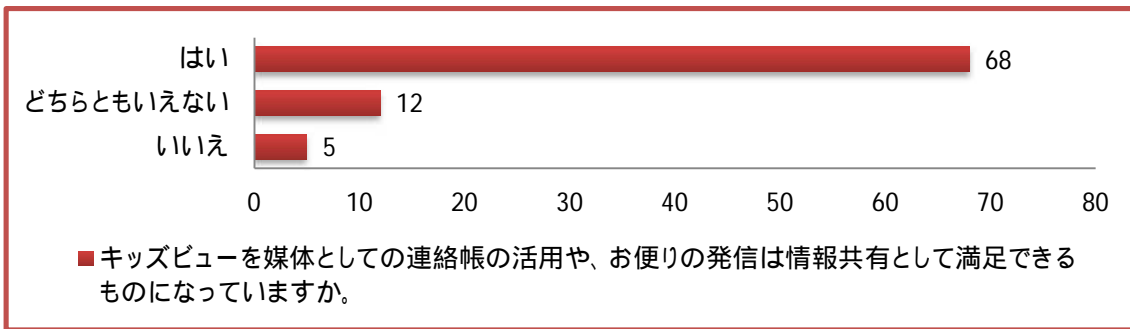 はい 68
どちらともいえない 12
いいえ 5
0 10 20 30 40 50 60 70 80
キッズビューを媒体としての連絡帳の活用や、お便りの発信は情報共有として満足できる
ものになっていますか。